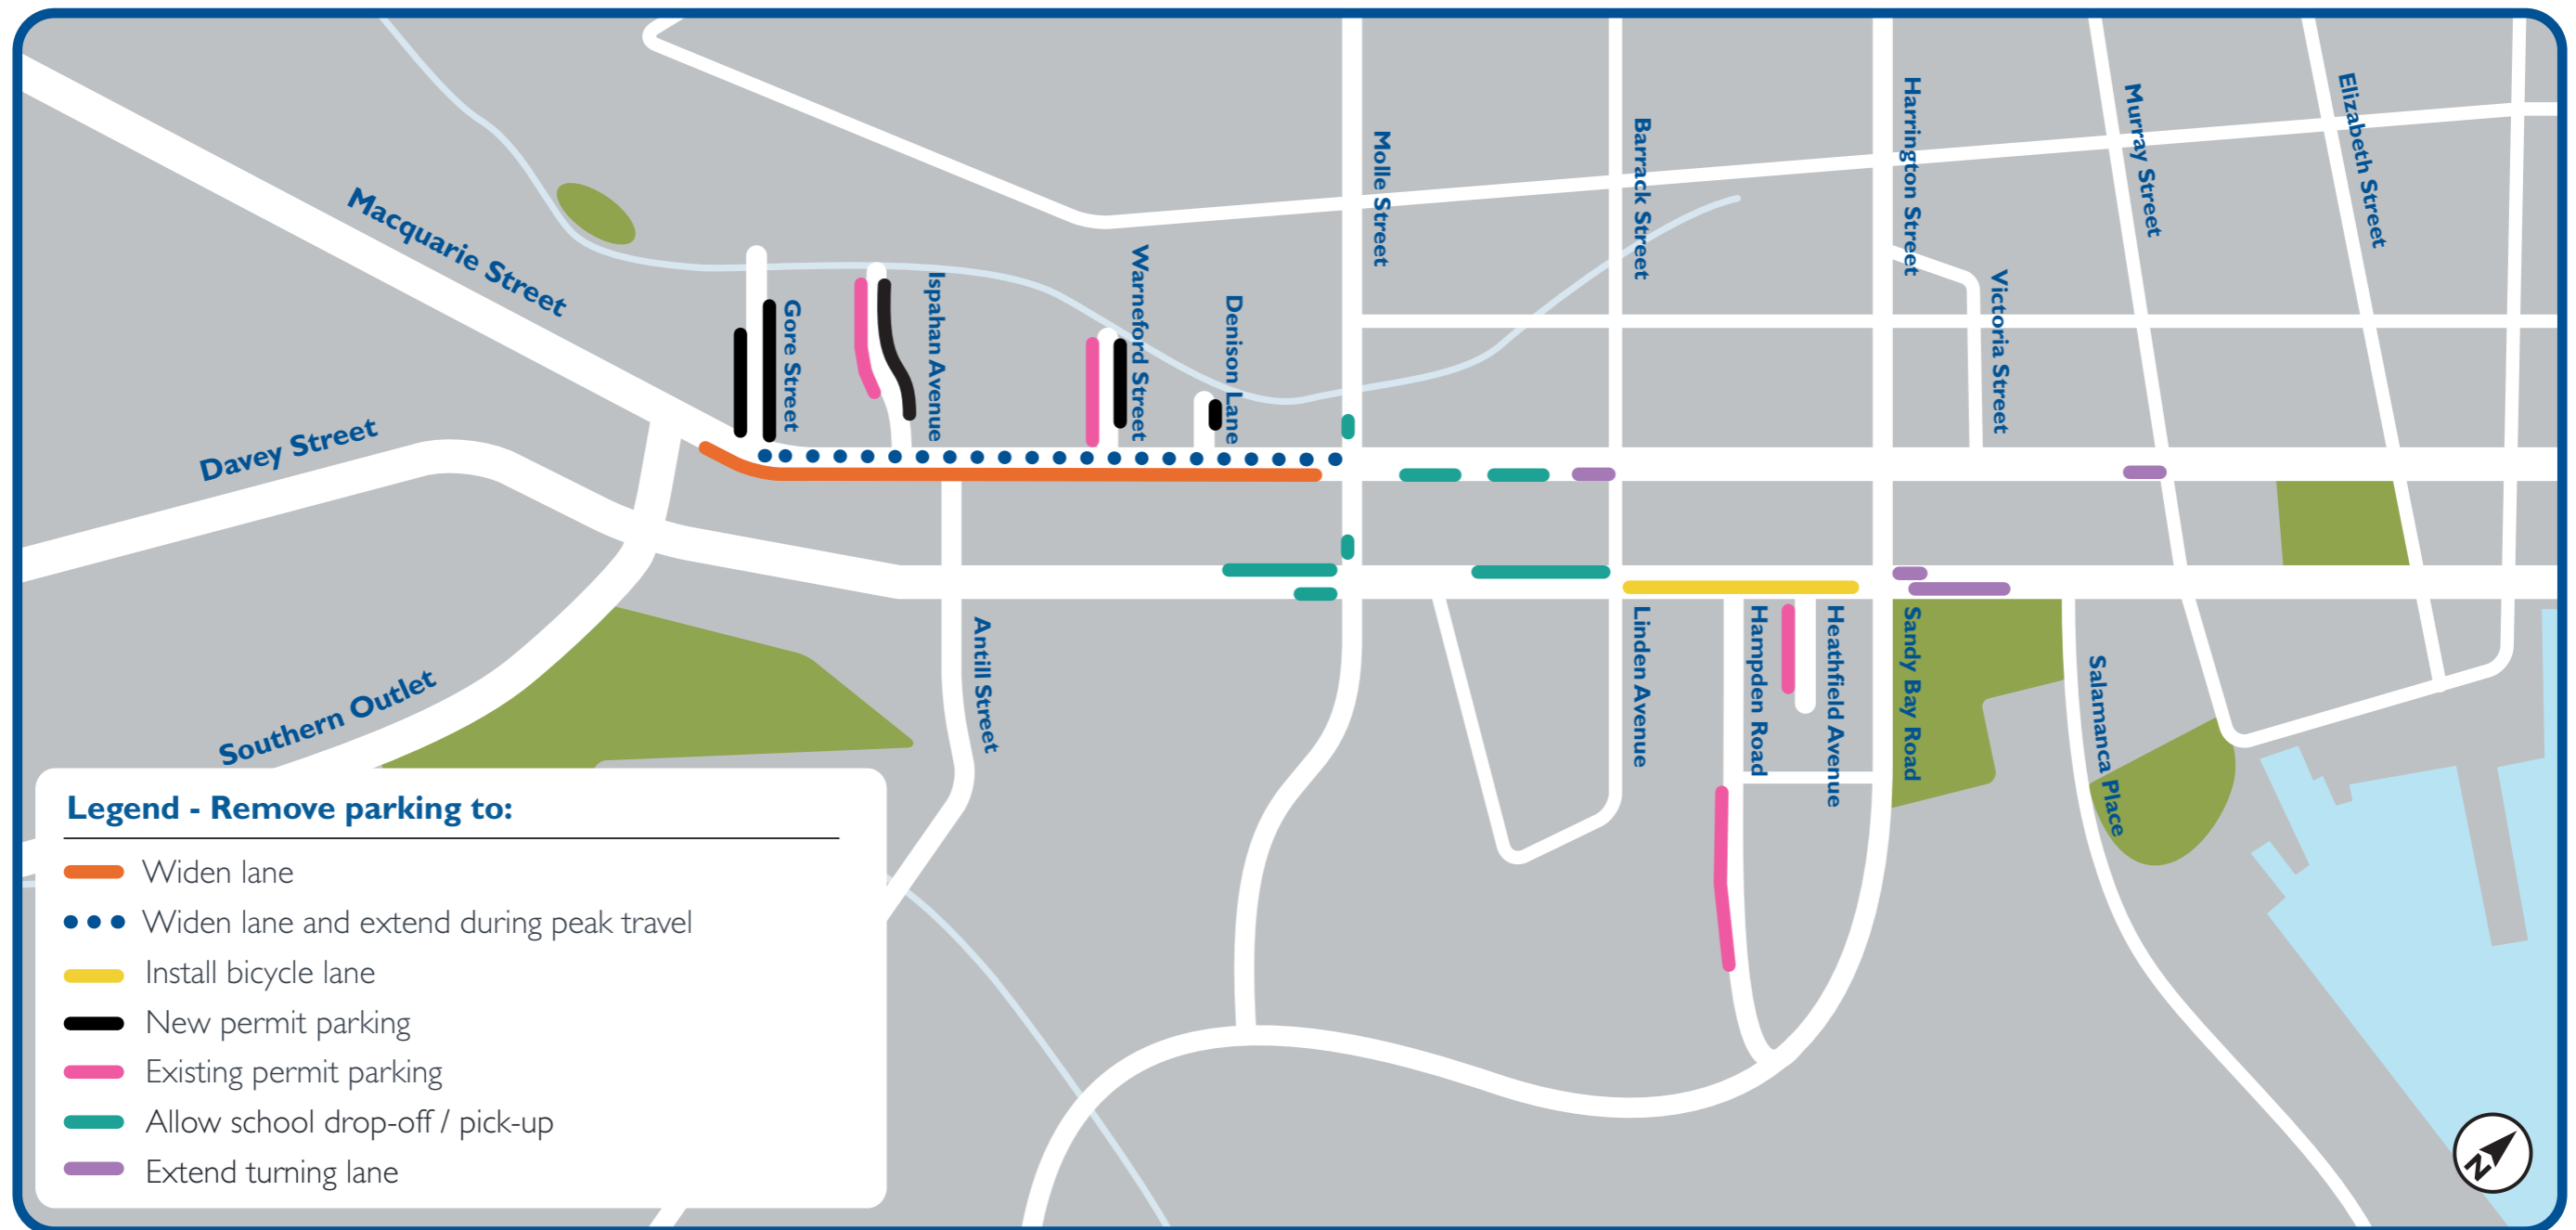 Macquarie Street
Davey Street
Southern Outlet
Gore Street
Ispahan Avenue
Warneford Street
Denison Lane
Molle Street
Barrack Street
Harrington Street
Victoria Street
Murray Street
Elizabeth Street
Antill Street
Linden Avenue
Hampden Road
Heathfield Avenue
Sandy Bay Road
Salamanca Place
Legend - Remove parking to:
Widen lane
Widen lane and extend during peak travel
Install bicycle lane
New permit parking
Existing permit parking
Allow school drop-off / pick-up
Extend turning lane
N